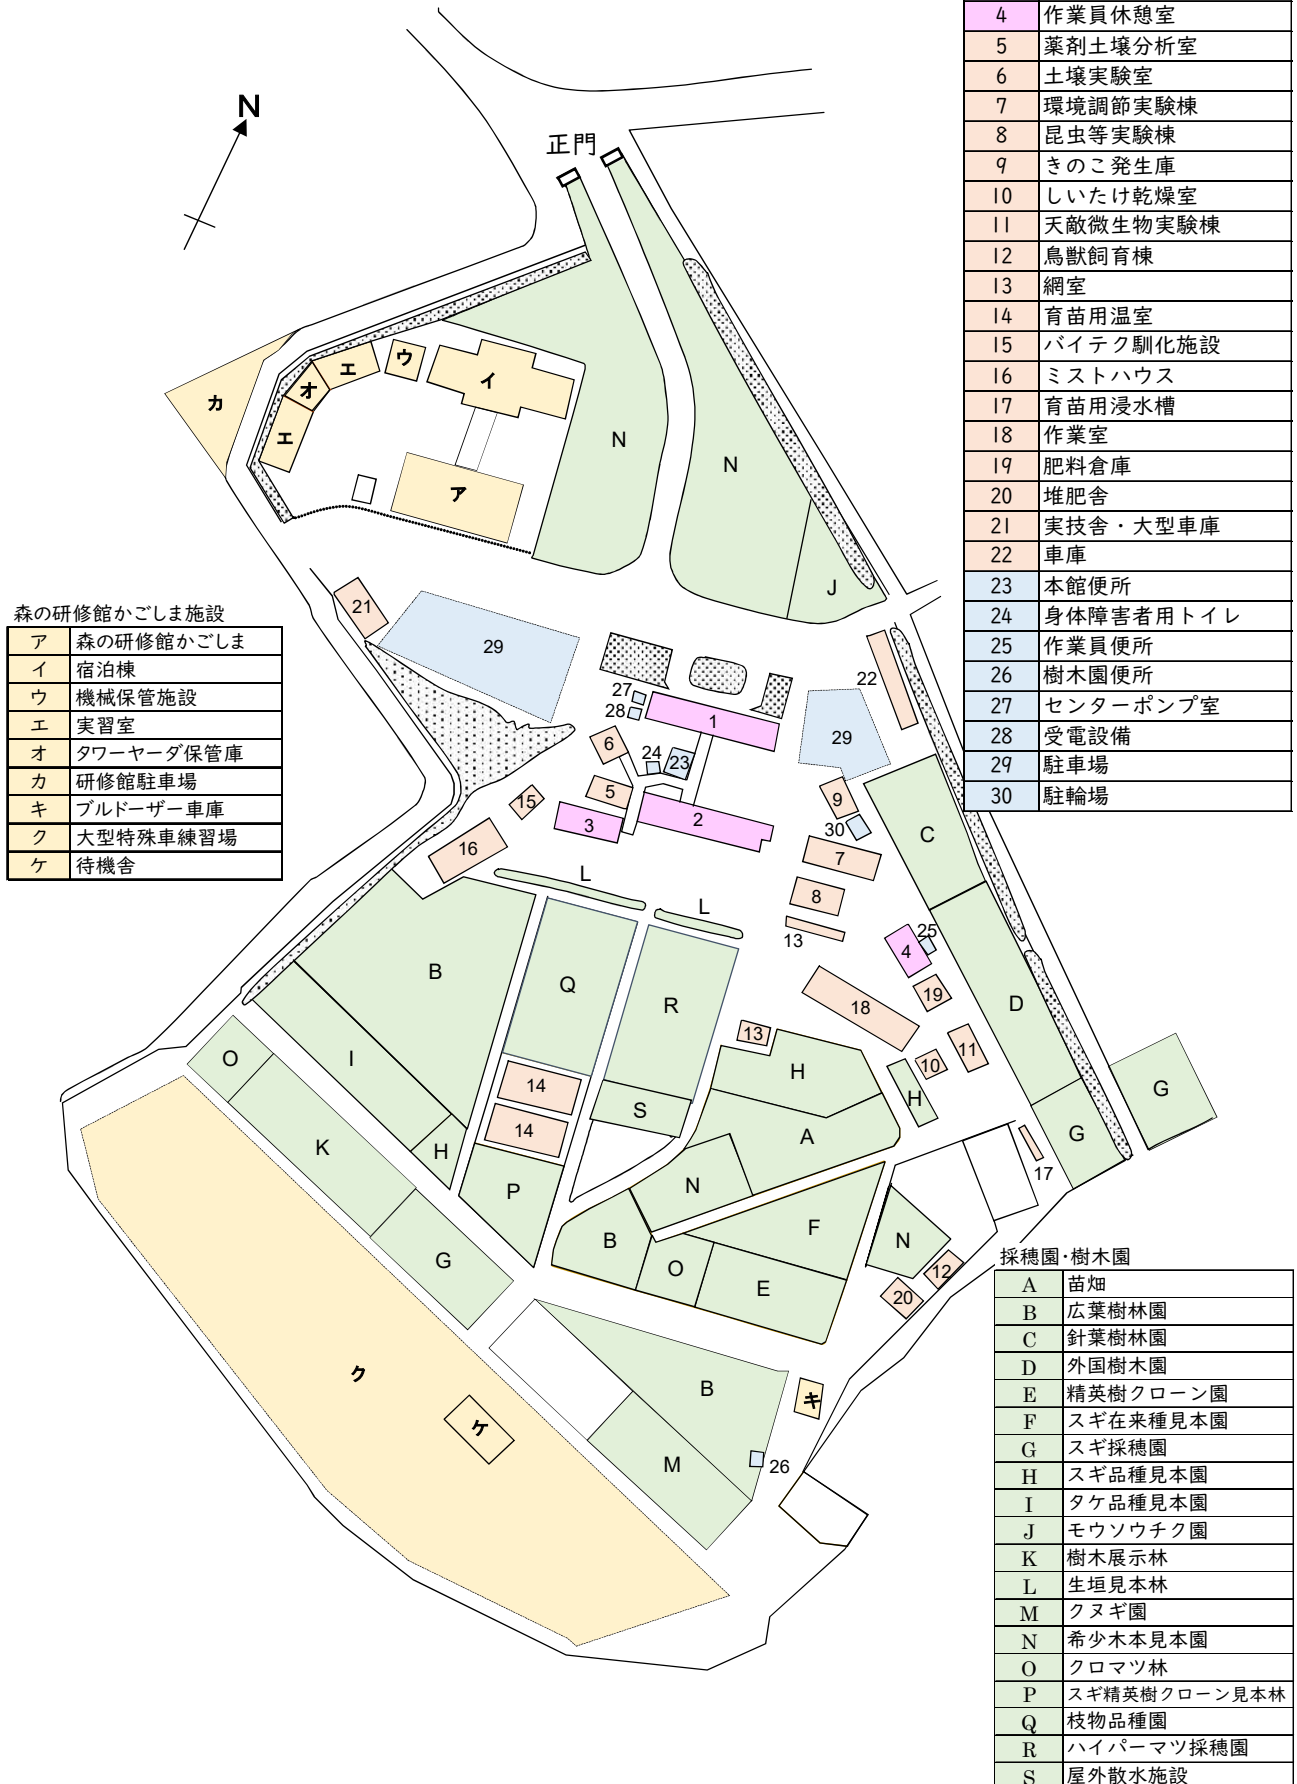 4 作業員休憩室
5 薬剤土壌分析室
6 土壌実験室
7 環境調節実験棟
8 昆虫等実験棟
9 きのこ発生庫
10 しいたけ乾燥室
11 天敵微生物実験棟
12 鳥獣飼育棟
13 網室
14 育苗用温室
15 バイテク馴化施設
16 ミストハウス
17 育苗用浸水槽
18 作業室
19 肥料倉庫
20 堆肥舎
21 実技舎・大型車庫
22 車庫
23 本館便所
24 身体障害者用トイレ
25 作業員便所
26 樹木園便所
27 センターポンプ室
28 受電設備
29 駐車場
30 駐輪場
N
正門
カ
オ
エ
ウ
イ
エ
ア
N
N
J
森の研修館かごしま施設
ア 森の研修館かごしま
イ 宿泊棟
ウ 機械保管施設
エ 実習室
オ タワーヤーダ保管庫
カ 研修館駐車場
キ ブルドーザー車庫
ク 大型特殊車練習場
ケ 待機舎
21
29
27
28
1
22
29
6
24
23
5
15
3
2
9
30
16
7
C
L
L
8
13
25
4
B
Q
R
18
19
D
13
11
10
O
I
14
H
H
G
S
14
A
G
K
H
17
P
N
B
F
N
G
O
E
12
20
ク
B
キ
ケ
M
26
採穂園・樹木園
A 苗畑
B 広葉樹林園
C 針葉樹林園
D 外国樹木園
E 精英樹クローン園
F スギ在来種見本園
G スギ採穂園
H スギ品種見本園
I タケ品種見本園
J モウソウチク園
K 樹木展示林
L 生垣見本林
M クヌギ園
N 希少木本見本園
O クロマツ林
P スギ精英樹クローン見本林
Q 枝物品種園
R ハイパーマツ採穂園
S 屋外散水施設